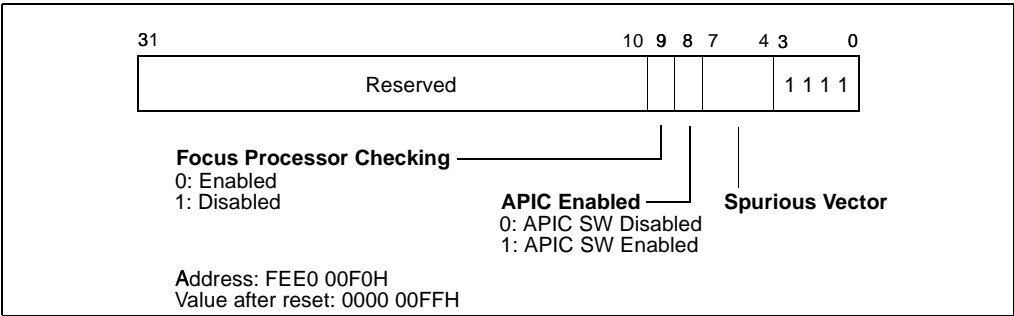 31 10 9 8 7 4 3 0
Reserved 1 1 1 1
Focus Processor Checking
0: Enabled
1: Disabled
APIC Enabled
0: APIC SW Disabled
1: APIC SW Enabled
Spurious Vector
Address: FEE0 00F0H
Value after reset: 0000 00FFH